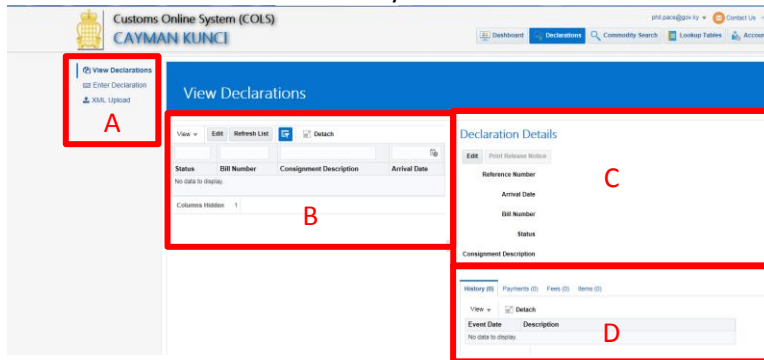 Customs Online System (COLS)
CAYMAN KUNCI
phil.pace@gov.ky
Contact Us
Dashboard
Declarations
Commodity Search
Lookup Tables
Accoun
View Declarations
Enter Declaration
XML Upload
A
View Declarations
View Edit Refresh List Detach
Status Bill Number Consignment Description Arrival Date
No data to display.
Columns Hidden 1
B
Declaration Details
Edit Print Release Notice
Reference Number
Arrival Date
Bill Number
Status
Consignment Description
C
History (0) Payments (0) Fees (0) Items (0)
View Detach
Event Date Description
No data to display.
D